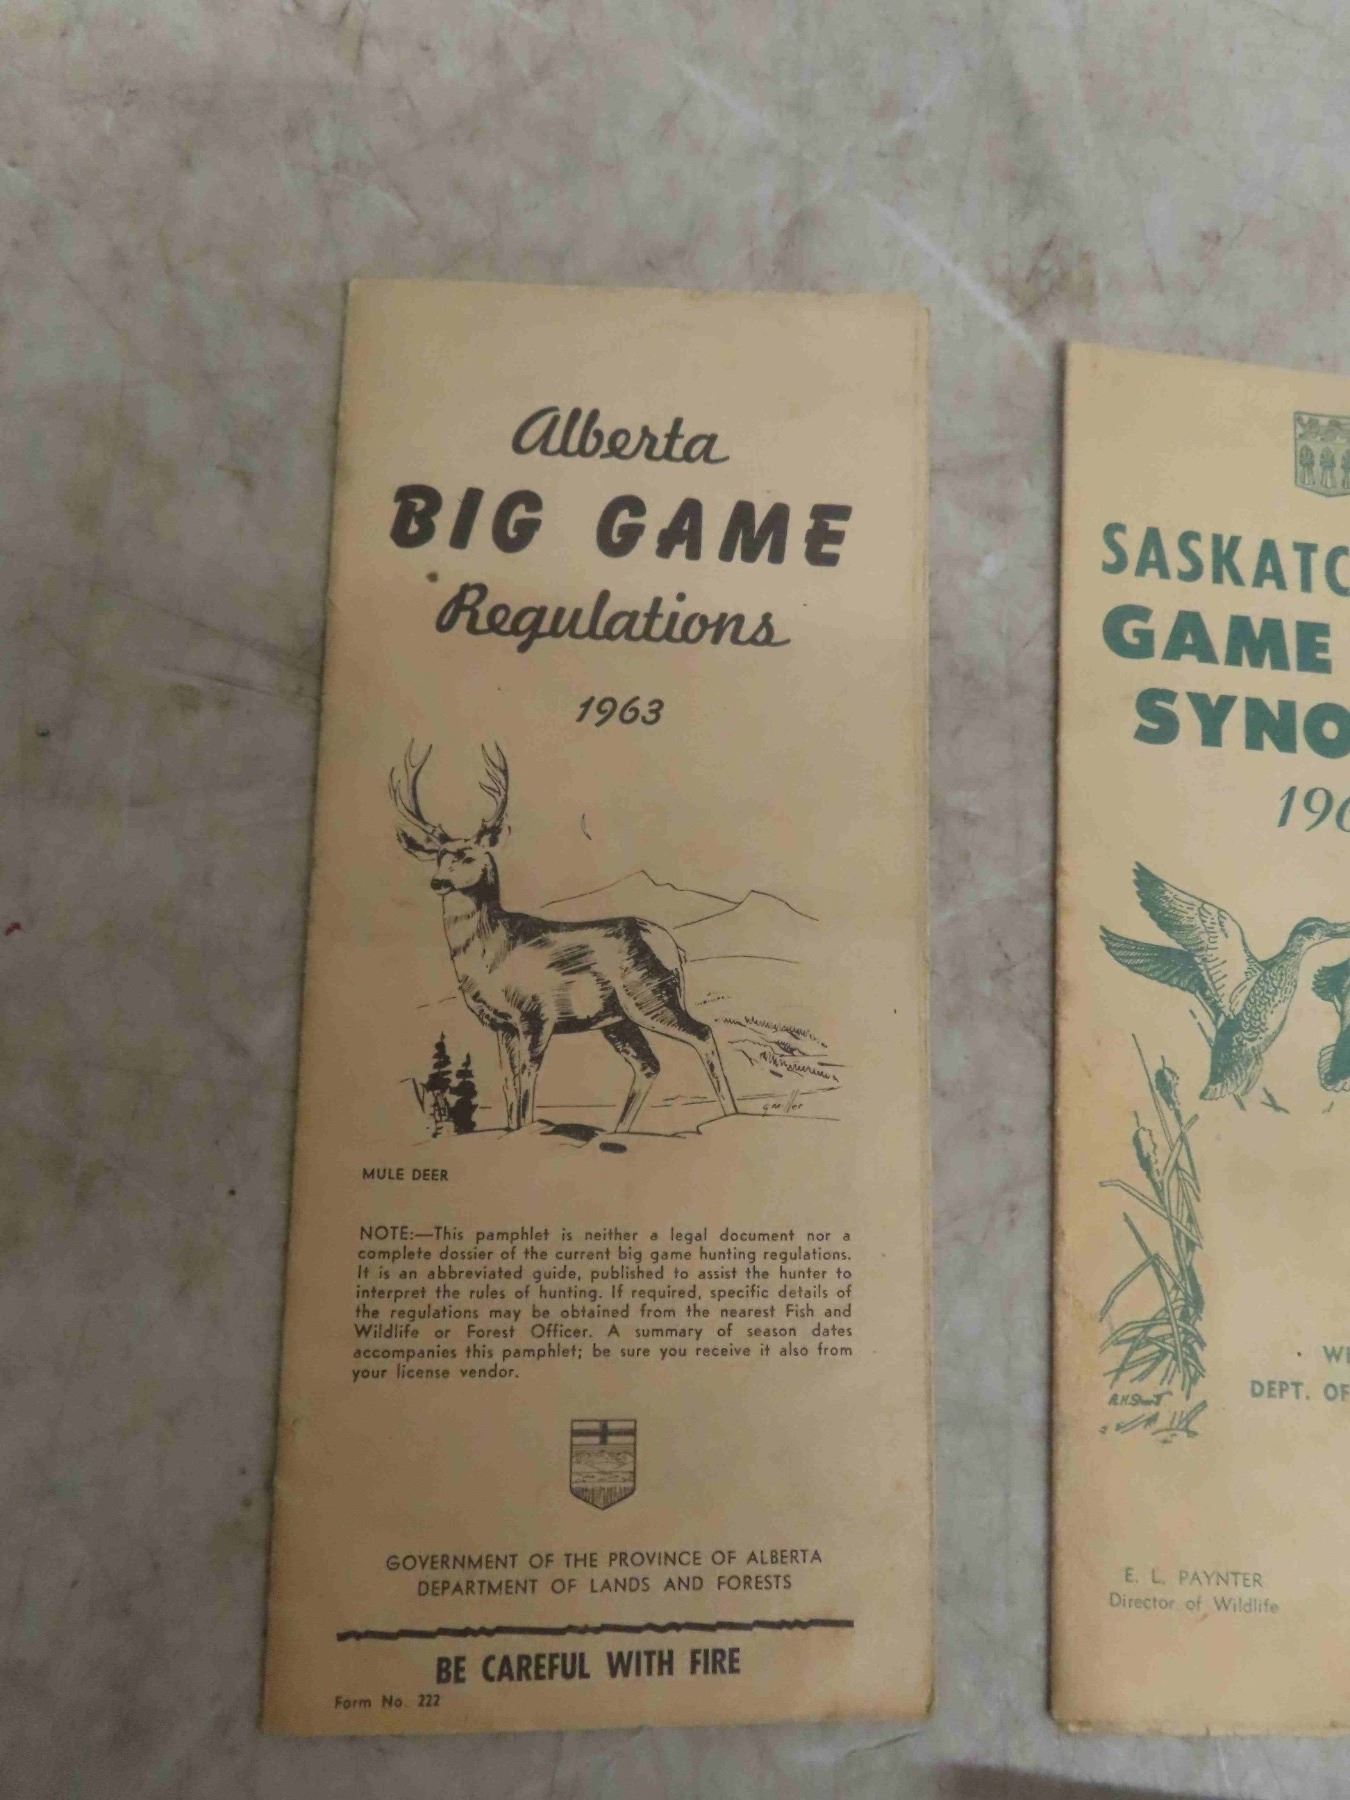 Alberta
BIG GAME
Regulations
1963
MULE DEER
NOTE:—This pamphlet is neither a legal document nor a
complete dossier of the current big game hunting regulations.
It is an abbreviated guide, published to assist the hunter to
interpret the rules of hunting. If required, specific details of
the regulations may be obtained from the nearest Fish and
Wildlife or Forest Officer. A summary of season dates
accompanies this pamphlet; be sure you receive it also from
your license vendor.
GOVERNMENT OF THE PROVINCE OF ALBERTA
DEPARTMENT OF LANDS AND FORESTS
BE CAREFUL WITH FIRE
Form No. 222
SASKATC
GAME
SYNO
196
DEPT. OF
E. L. PAYNTER
Director of Wildlife